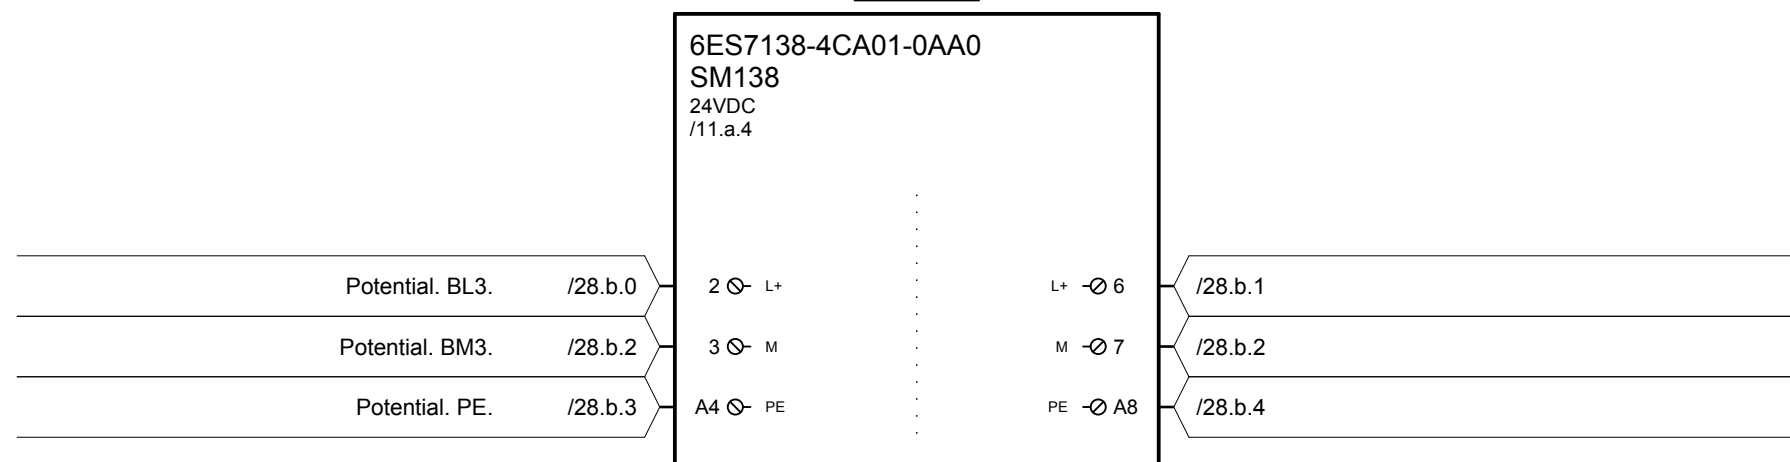 6ES7138-4CA01-0AA0
SM138
24VDC
/11.a.4
Potential. BL3. /28.b.0 2 L+ L+ 6 /28.b.1
Potential. BM3. /28.b.2 3 M M 7 /28.b.2
Potential. PE. /28.b.3 A4 PE PE A8 /28.b.4